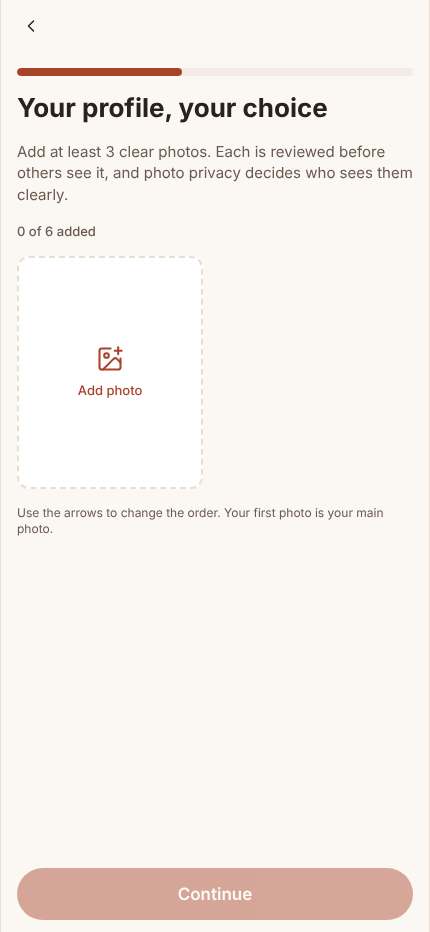 Your profile, your choice
Add at least 3 clear photos. Each is reviewed before
others see it, and photo privacy decides who sees them
clearly.
0 of 6 added
Add photo
Use the arrows to change the order. Your first photo is your main
photo.
Continue